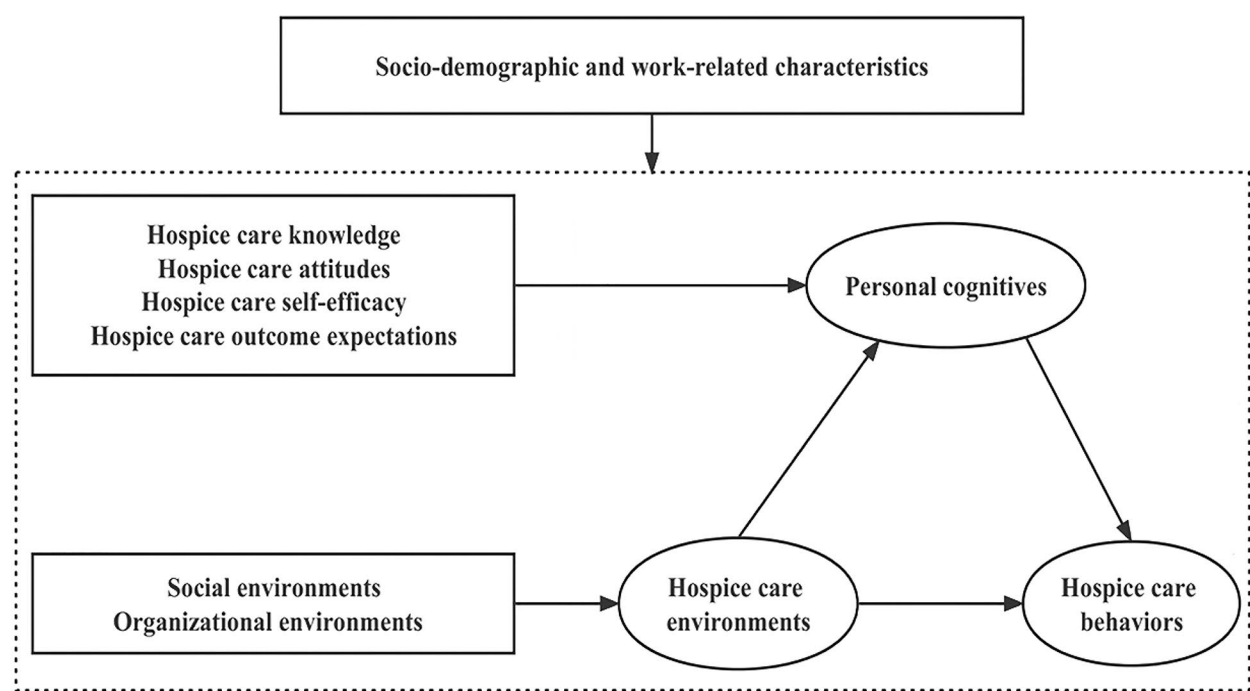 Socio-demographic and work-related characteristics
Hospice care knowledge
Hospice care attitudes
Hospice care self-efficacy
Hospice care outcome expectations
Personal cognitives
Social environments
Organizational environments
Hospice care
environments
Hospice care
behaviors